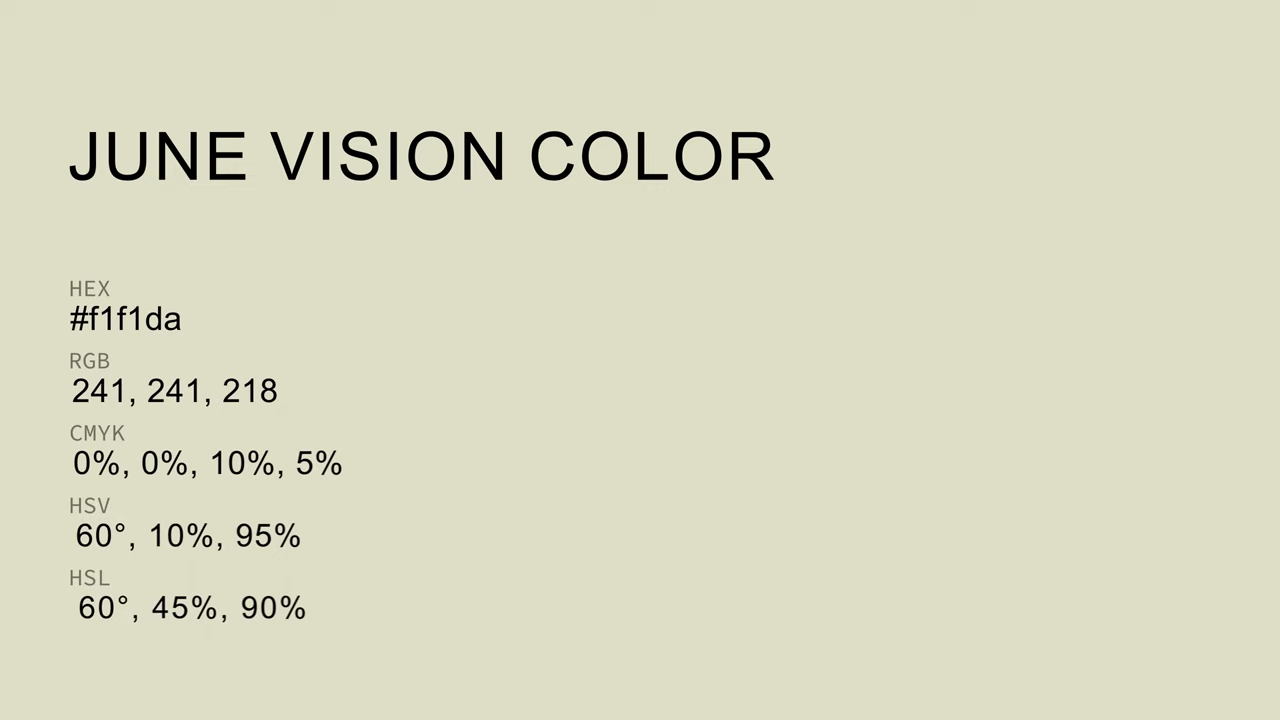 JUNE VISION COLOR
HEX
#f1f1da
RGB
241, 241, 218
CMYK
0%, 0%, 10%, 5%
HSV
60°, 10%, 95%
HSL
60°, 45%, 90%